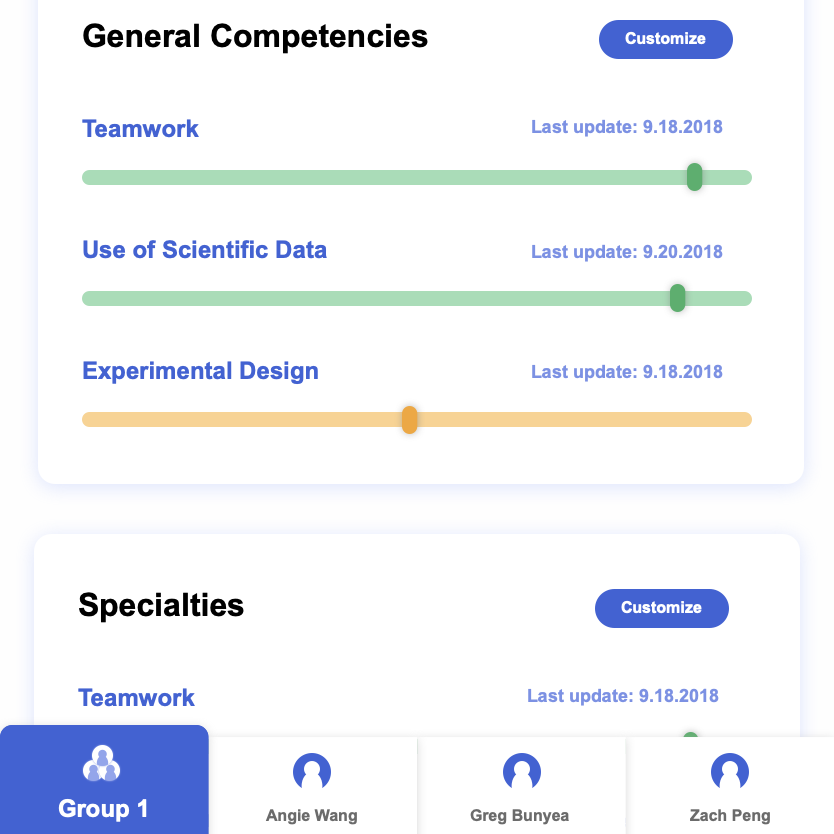 General Competencies
Customize
Teamwork
Last update: 9.18.2018
Use of Scientific Data
Last update: 9.20.2018
Experimental Design
Last update: 9.18.2018
Specialties
Customize
Teamwork
Last update: 9.18.2018
Group 1
Angie Wang
Greg Bunyea
Zach Peng